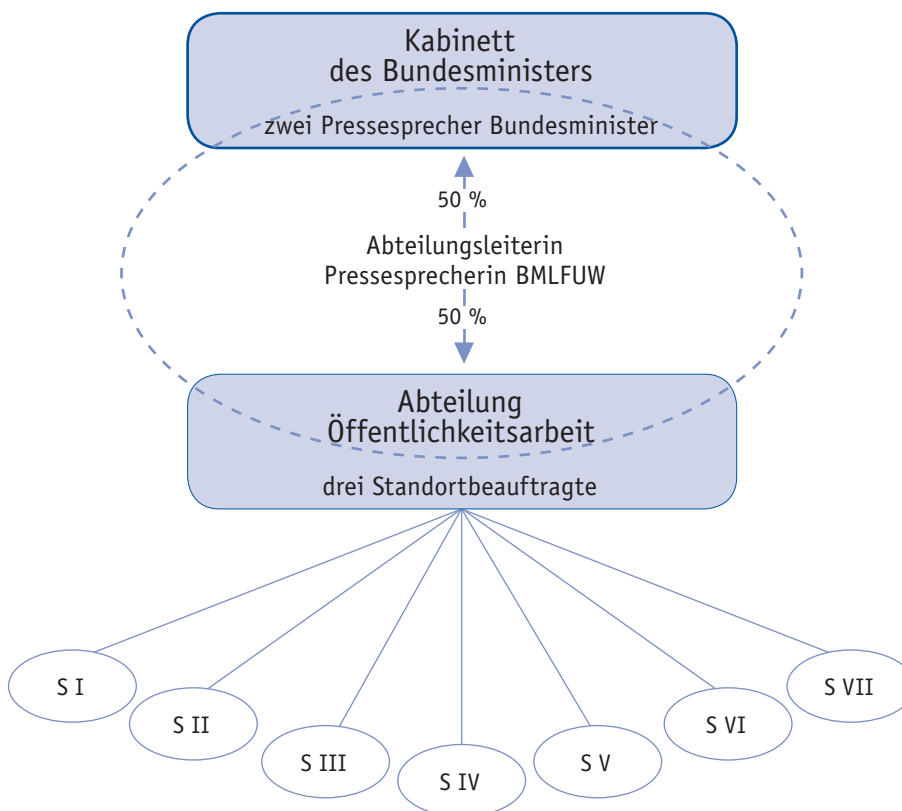 Kabinett
des Bundesministers
zwei Pressesprecher Bundesminister
50 %
Abteilungsleiterin
Pressesprecherin BMLFUW
50 %
Abteilung
Öffentlichkeitsarbeit
drei Standortbeauftragte
S I
S II
S III
S IV
S V
S VI
S VII